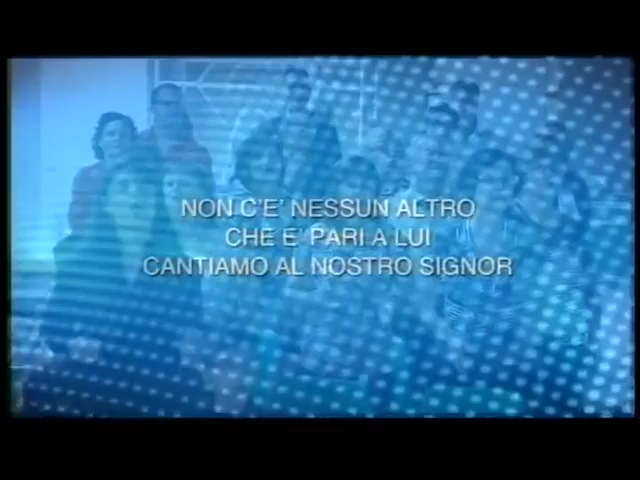 NON C'E' NESSUN ALTRO
CHE E' PARI A LUI
CANTIAMO AL NOSTRO SIGNOR